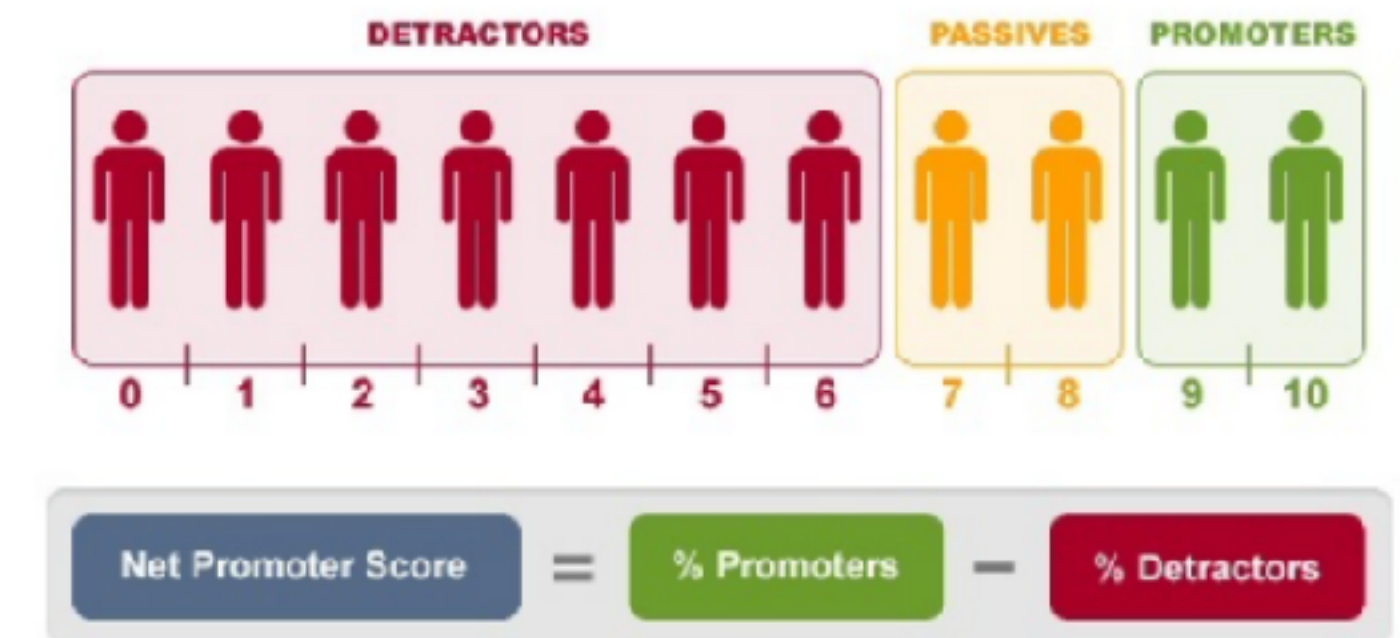 DETRACTORS PASSIVES PROMOTERS
0 1 2 3 4 5 6 7 8 9 10
Net Promoter Score = % Promoters − % Detractors